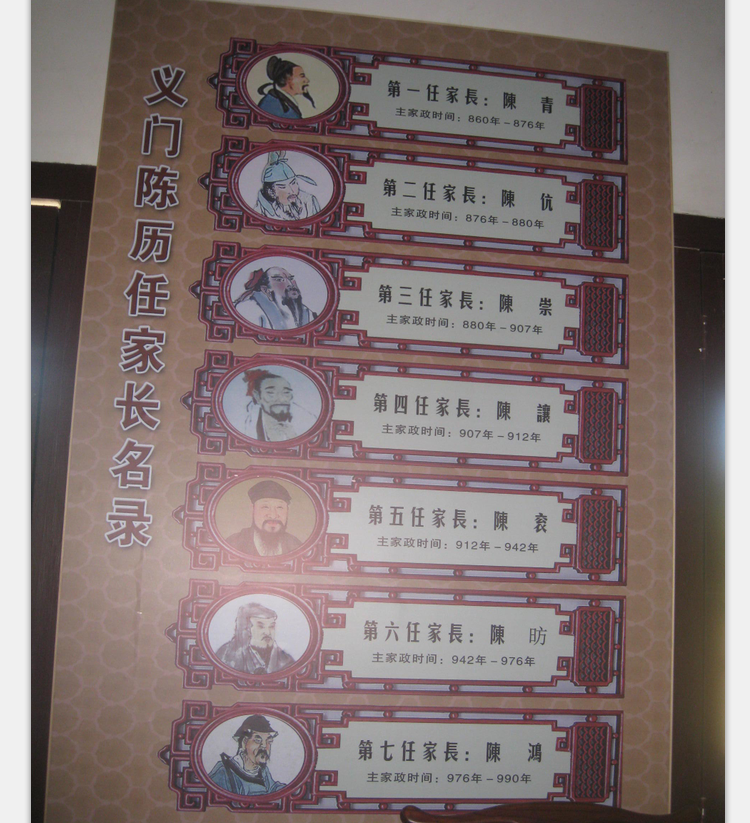 义门陈历任家长名录
第一任家長：陳 青
主家政时间：860年－876年
第二任家長：陳 伉
主家政时间：876年－880年
第三任家長：陳 崇
主家政时间：880年－907年
第四任家長：陳 讓
主家政时间：907年－912年
第五任家長：陳 袞
主家政时间：912年－942年
第六任家長：陳 昉
主家政时间：942年－976年
第七任家長：陳 鴻
主家政时间：976年－990年